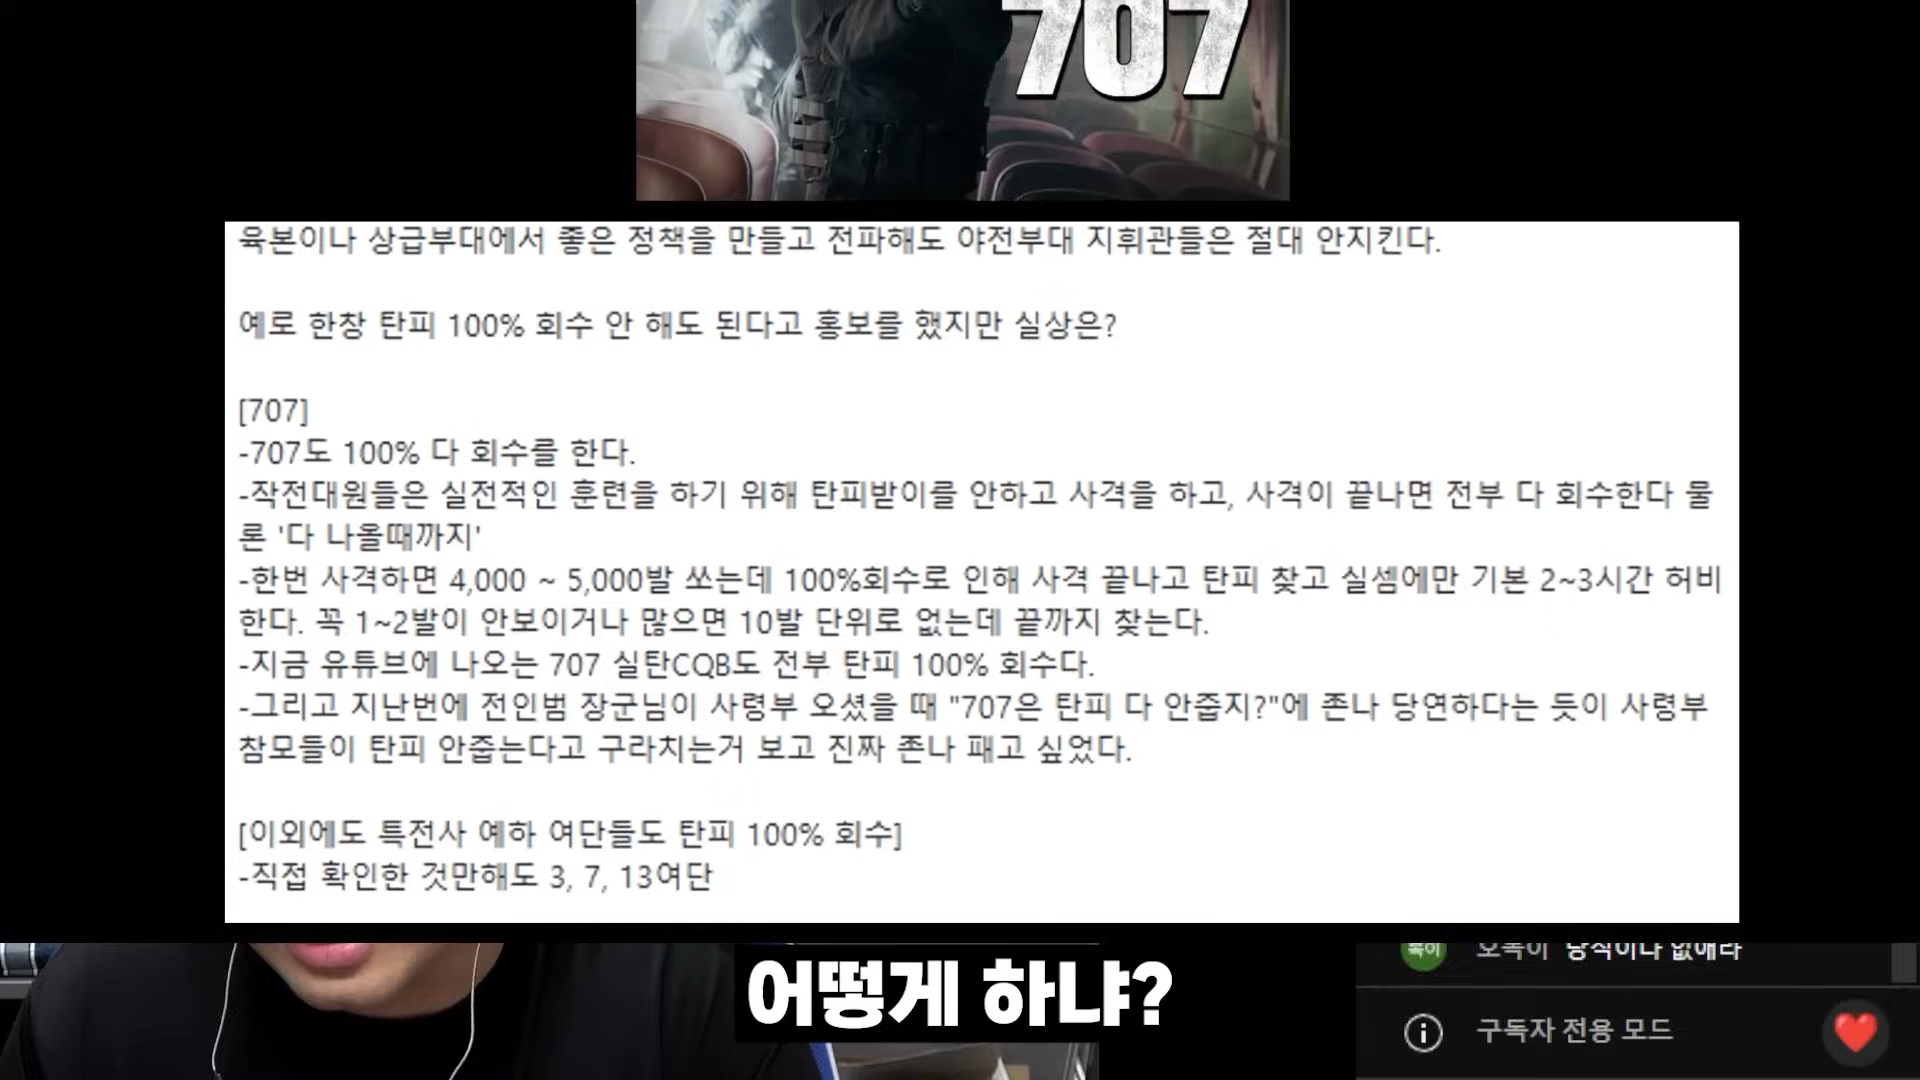 707
육본이나 상급부대에서 좋은 정책을 만들고 전파해도 야전부대 지휘관들은 절대 안지킨다.
예로 한창 탄피 100% 회수 안 해도 된다고 홍보를 했지만 실상은?
[707]
-707도 100% 다 회수를 한다.
-작전대원들은 실전적인 훈련을 하기 위해 탄피받이를 안하고 사격을 하고, 사격이 끝나면 전부 다 회수한다 물
론 '다 나올때까지'
-한번 사격하면 4,000 ~ 5,000발 쏘는데 100%회수로 인해 사격 끝나고 탄피 찾고 실셈에만 기본 2~3시간 허비
한다. 꼭 1~2발이 안보이거나 많으면 10발 단위로 없는데 끝까지 찾는다.
-지금 유튜브에 나오는 707 실탄CQB도 전부 탄피 100% 회수다.
-그리고 지난번에 전인범 장군님이 사령부 오셨을 때 "707은 탄피 다 안줍지?"에 존나 당연하다는 듯이 사령부
참모들이 탄피 안줍는다고 구라치는거 보고 진짜 존나 패고 싶었다.
[이외에도 특전사 예하 여단들도 탄피 100% 회수]
-직접 확인한 것만해도 3, 7, 13여단
어떻게 하냐?
구독자 전용 모드